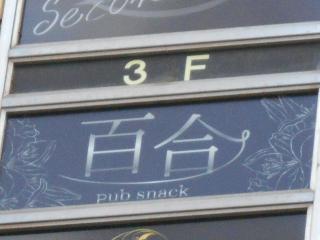 3 F
百合
Pub snack